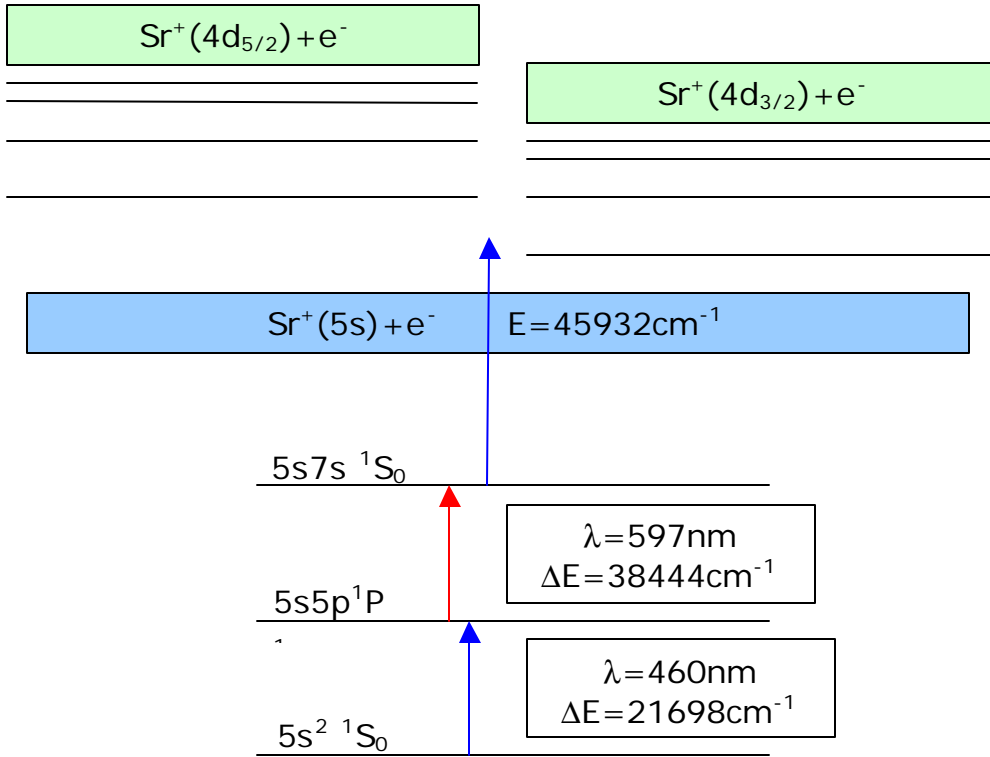 Sr⁺(4d₅/₂)+e⁻
Sr⁺(4d₃/₂)+e⁻
Sr⁺(5s)+e⁻ E=45932cm⁻¹
5s7s ¹S₀
λ=597nm
ΔE=38444cm⁻¹
5s5p¹P
λ=460nm
ΔE=21698cm⁻¹
5s² ¹S₀